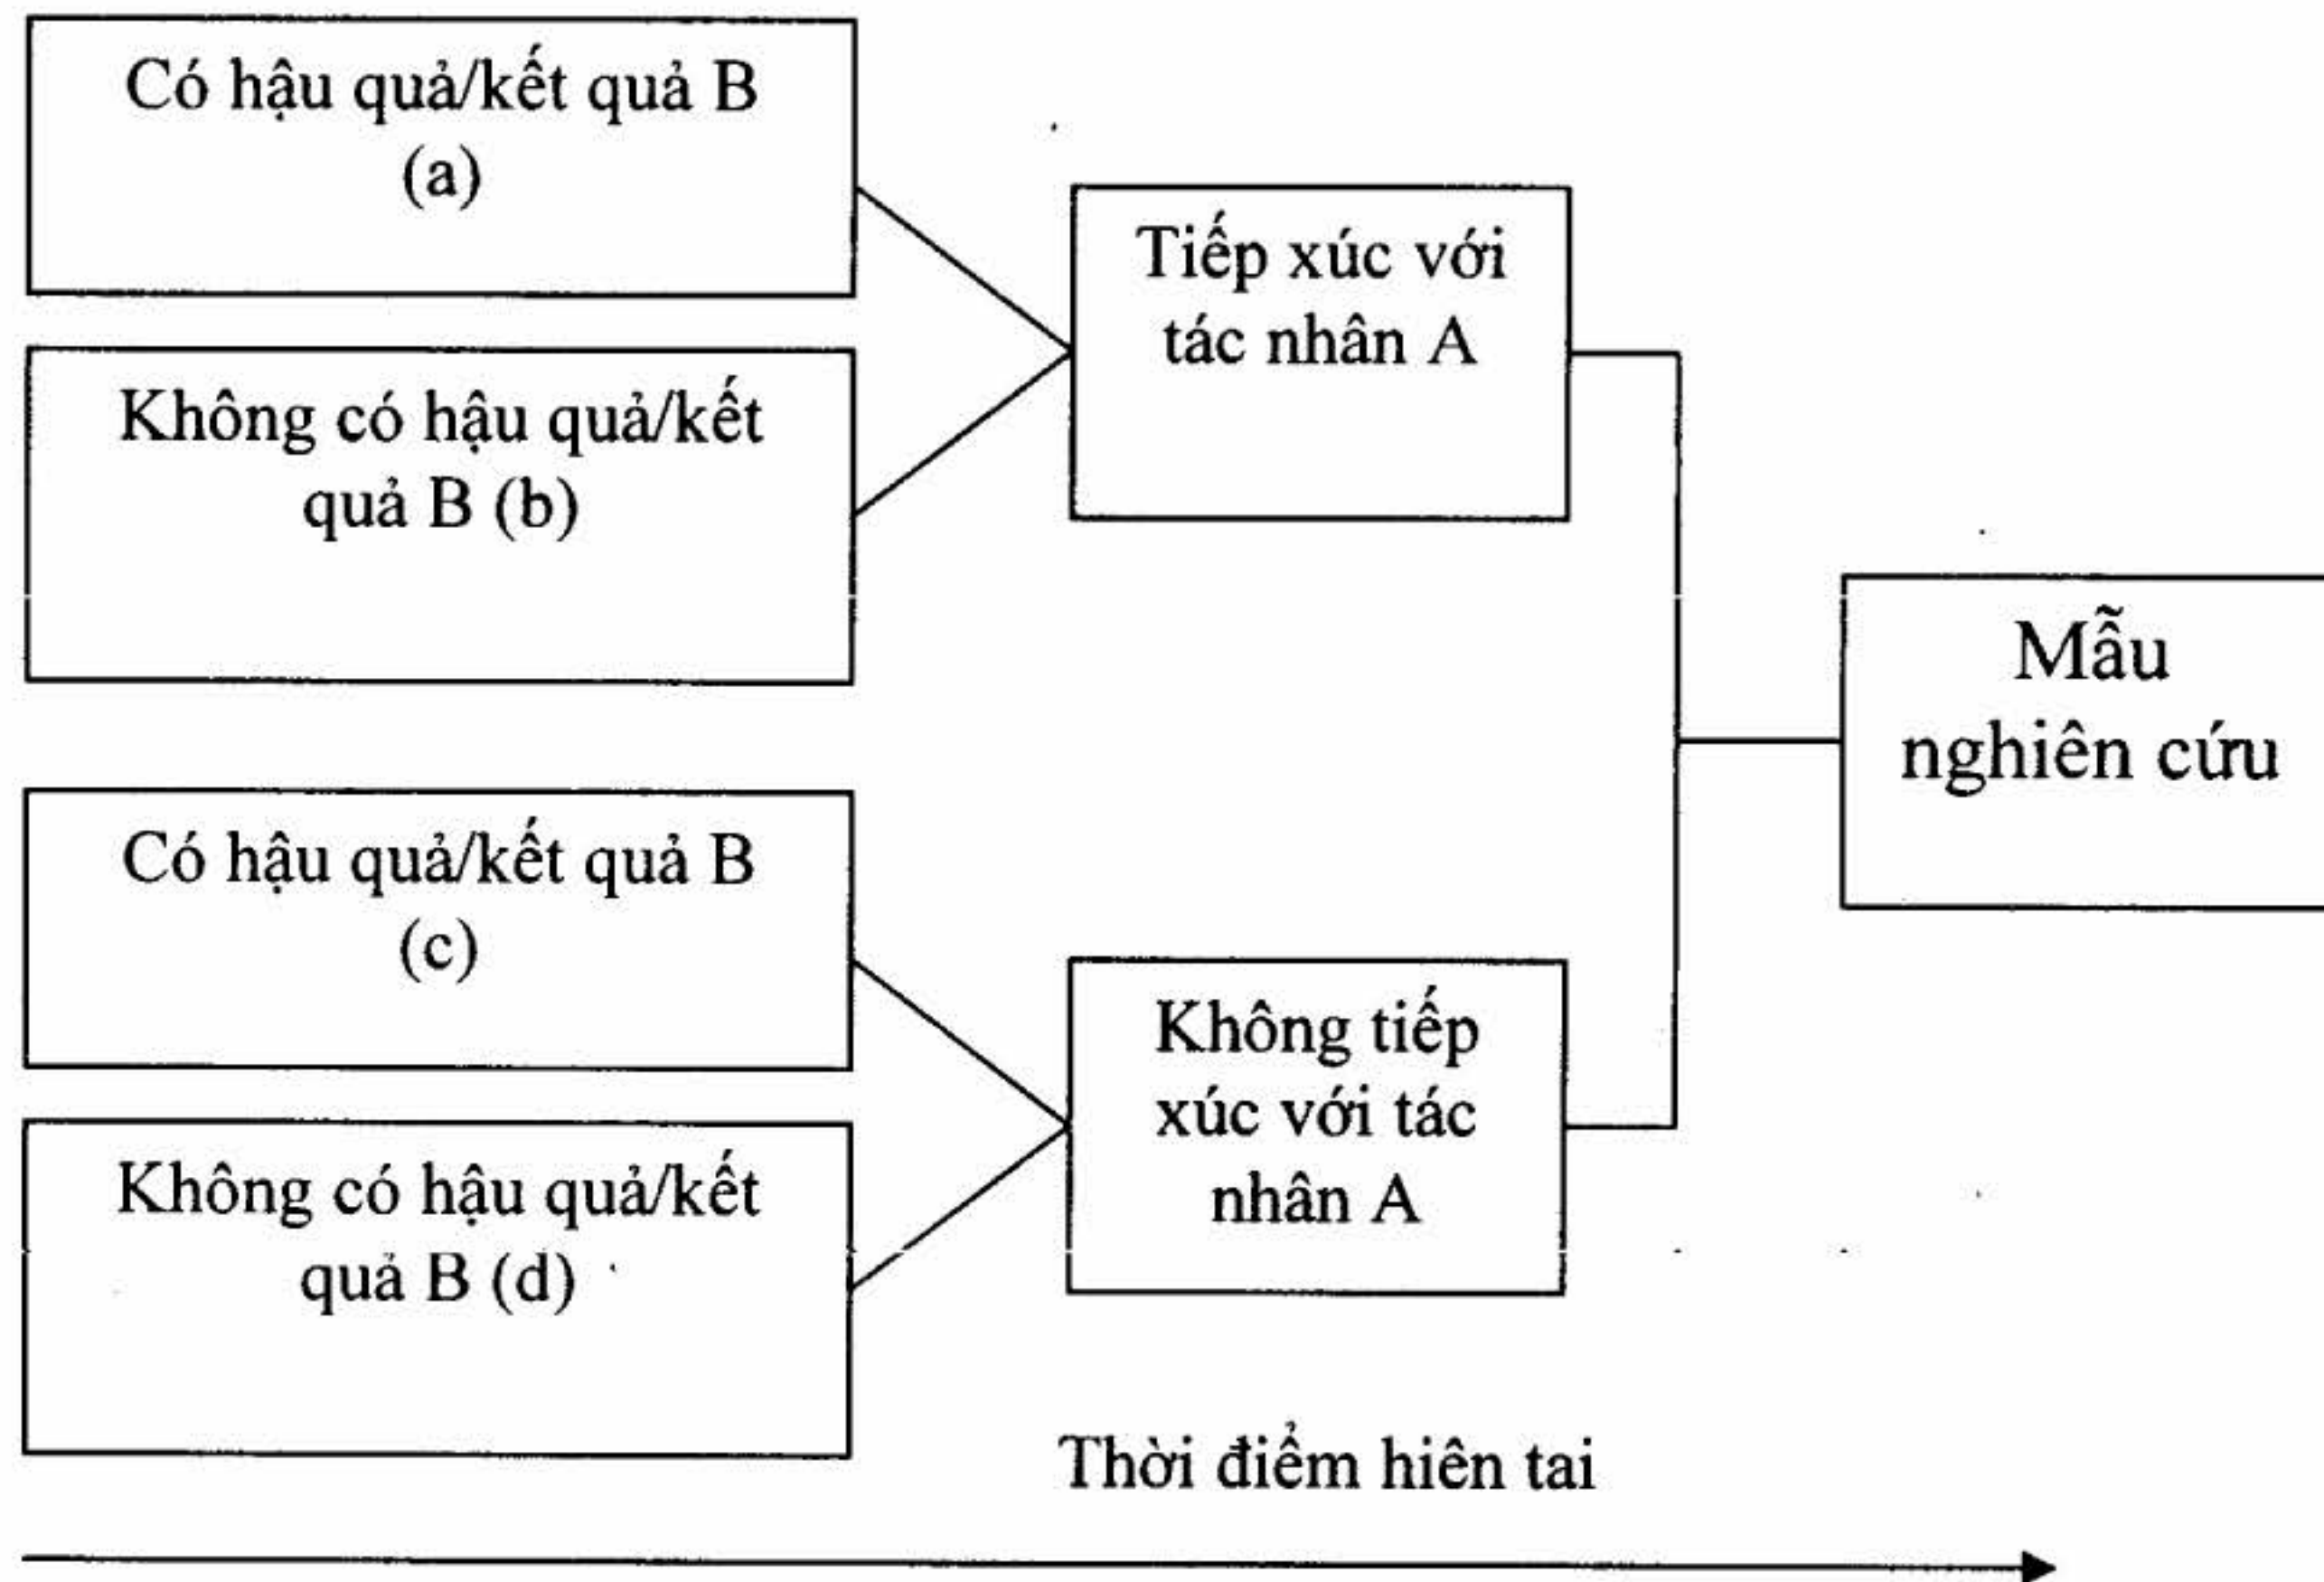 Có hậu quả/kết quả B
(a)
Không có hậu quả/kết
quả B (b)
Tiếp xúc với
tác nhân A
Mẫu
nghiên cứu
Có hậu quả/kết quả B
(c)
Không có hậu quả/kết
quả B (d)
Không tiếp
xúc với tác
nhân A
Thời điểm hiên tai